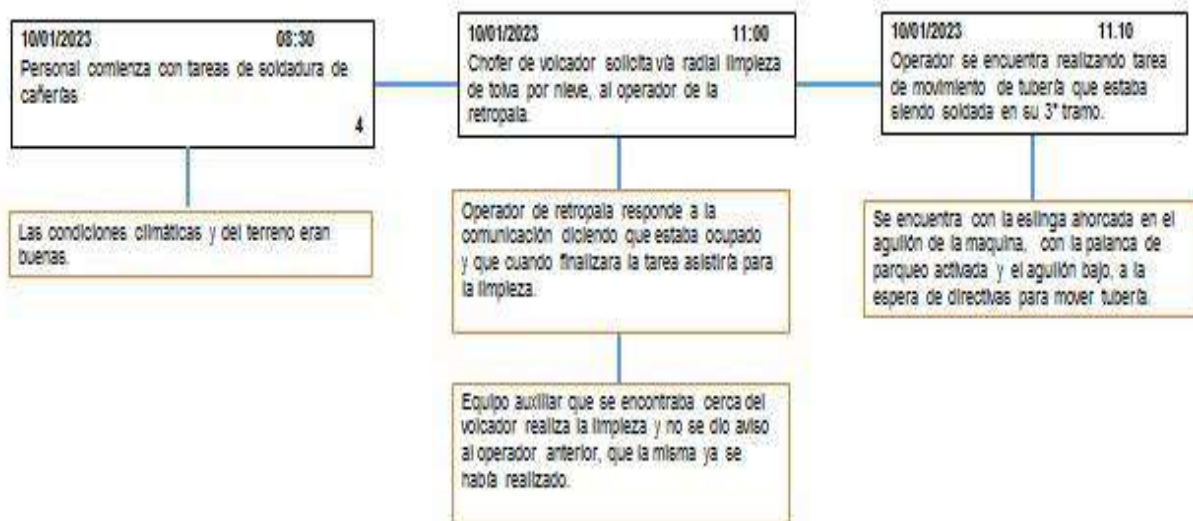 10/01/2023 08:30
Personal comienza con tareas de soldadura de
cañerías
4
10/01/2023 11:00
Chofer de volcador solicita vía radial limpieza
de tolva por nieve, al operador de la
retropala.
10/01/2023 11.10
Operador se encuentra realizando tarea
de movimiento de tubería que estaba
siendo soldada en su 3° tramo.
Las condiciones climáticas y del terreno eran
buenas.
Operador de retropala responde a la
comunicación diciendo que estaba ocupado
y que cuando finalizara la tarea asistiría para
la limpieza.
Se encuentra con la eslinga ahorcada en el
aguilón de la maquina, con la palanca de
parqueo activada y el aguilón bajo, a la
espera de directivas para mover tubería.
Equipo auxiliar que se encontraba cerca del
volcador realiza la limpieza y no se dio aviso
al operador anterior, que la misma ya se
había realizado.